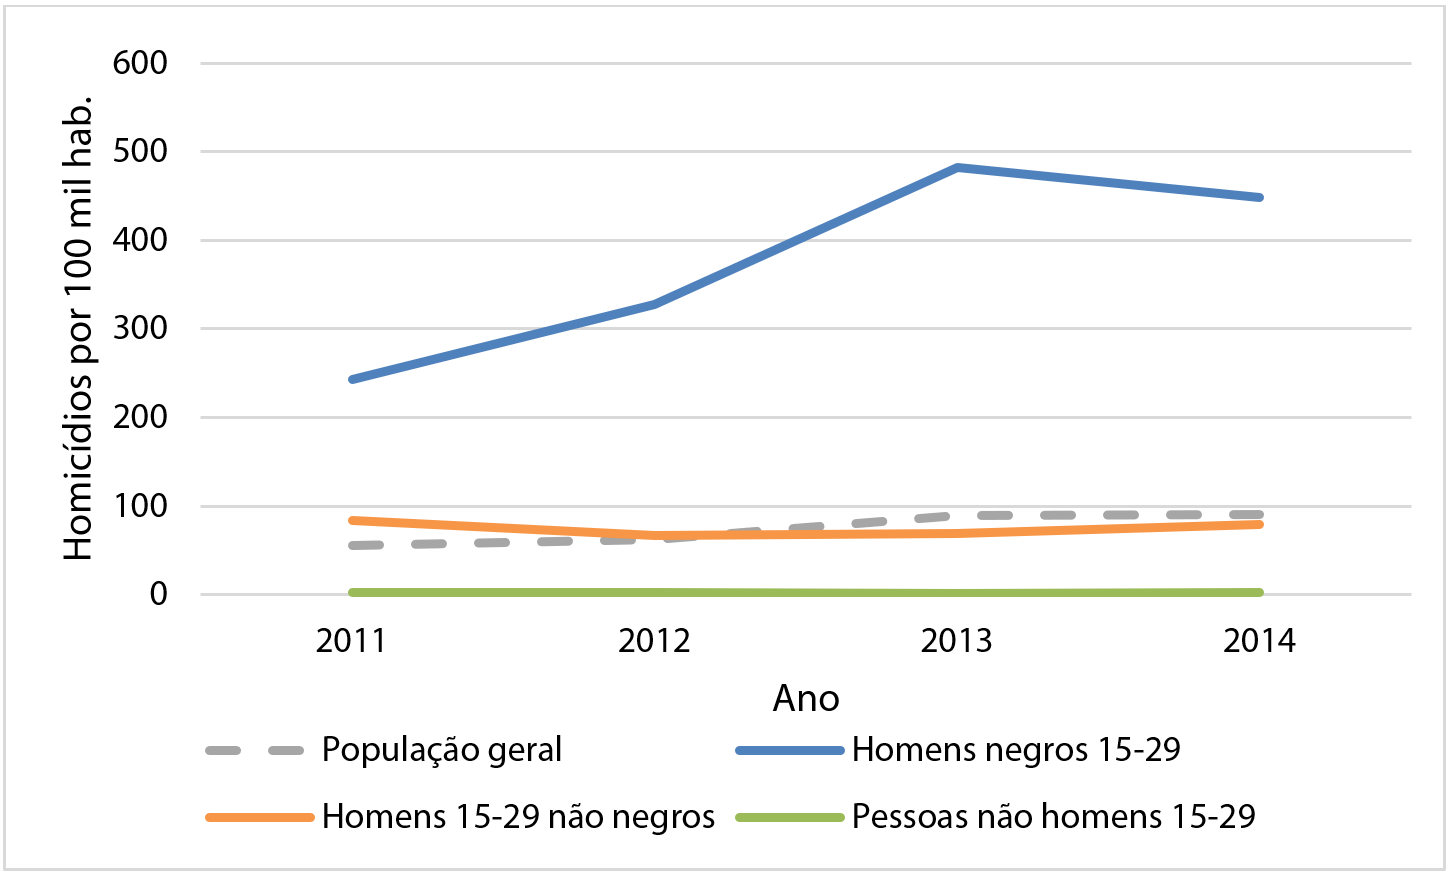 Homicídios por 100 mil hab.
600
500
400
300
200
100
0
2011 2012 2013 2014
Ano
População geral Homens negros 15-29
Homens 15-29 não negros Pessoas não homens 15-29